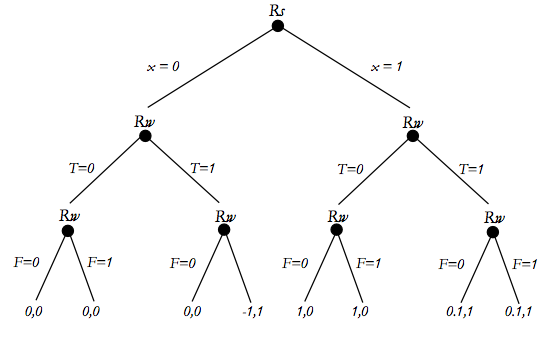 Rs
x = 0 x = 1
Rw Rw
T=0 T=1 T=0 T=1
Rw Rw Rw Rw
F=0 F=1 F=0 F=0 F=1 F=0 F=1
0,0 0,0 0,0 -1,1 1,0 1,0 0.1,1 0.1,1